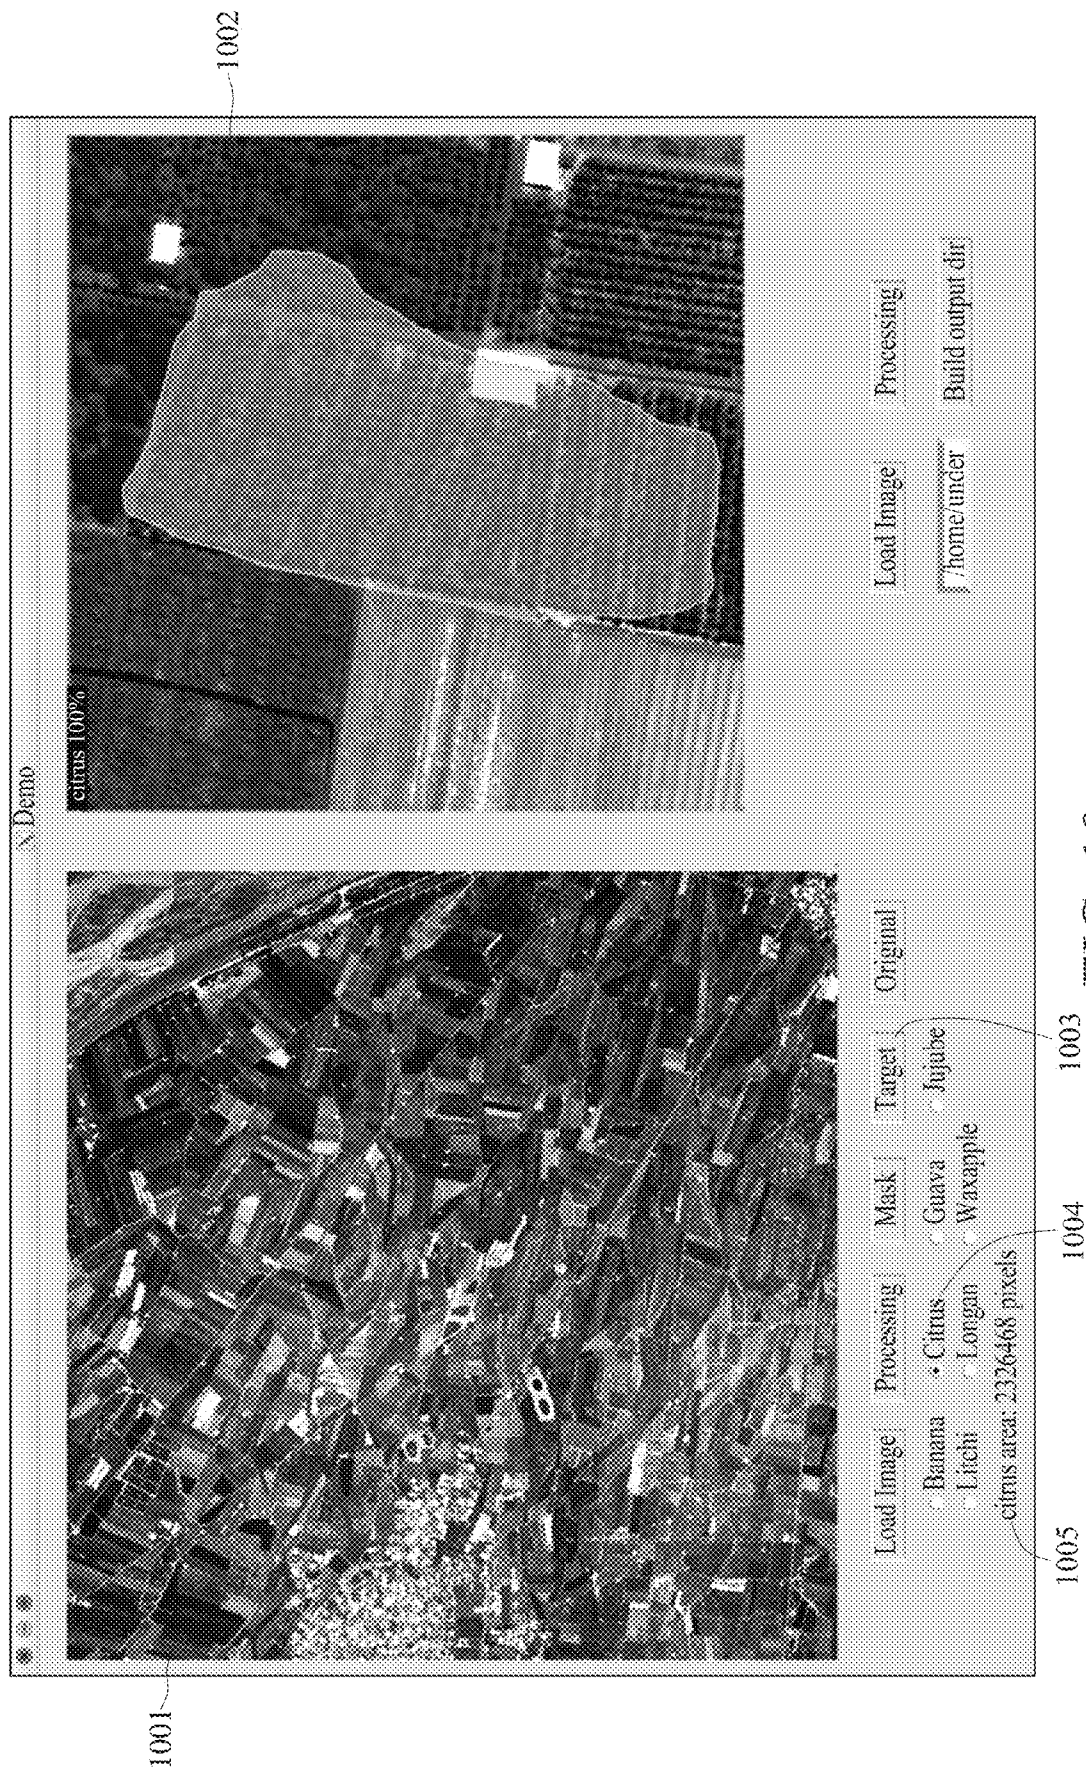 Demo
citrus 100%
1001
1002
Load Image Processing Mask Target Original
Banana Citrus Guava Jujube
Litchi Longan Waxapple
citrus area: 2326468 pixels
Load Image Processing
/home/under Build output dir
1005
1004
1003